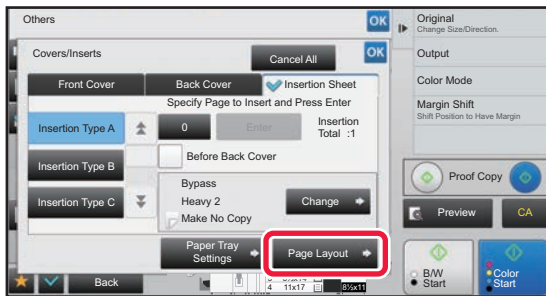 Others
OK
Covers/Inserts
Cancel All
OK
Front Cover
Back Cover
Insertion Sheet
Specify Page to Insert and Press Enter
Insertion Type A
0
Enter
Insertion
Total :1
Insertion Type B
Before Back Cover
Insertion Type C
Bypass
Heavy 2
Make No Copy
Change
Paper Tray
Settings
Page Layout
Back
4 11x17
8½x11
Original
Change Size/Direction.
Output
Color Mode
Margin Shift
Shift Position to Have Margin
Proof Copy
Preview
CA
B/W
Start
Color
Start